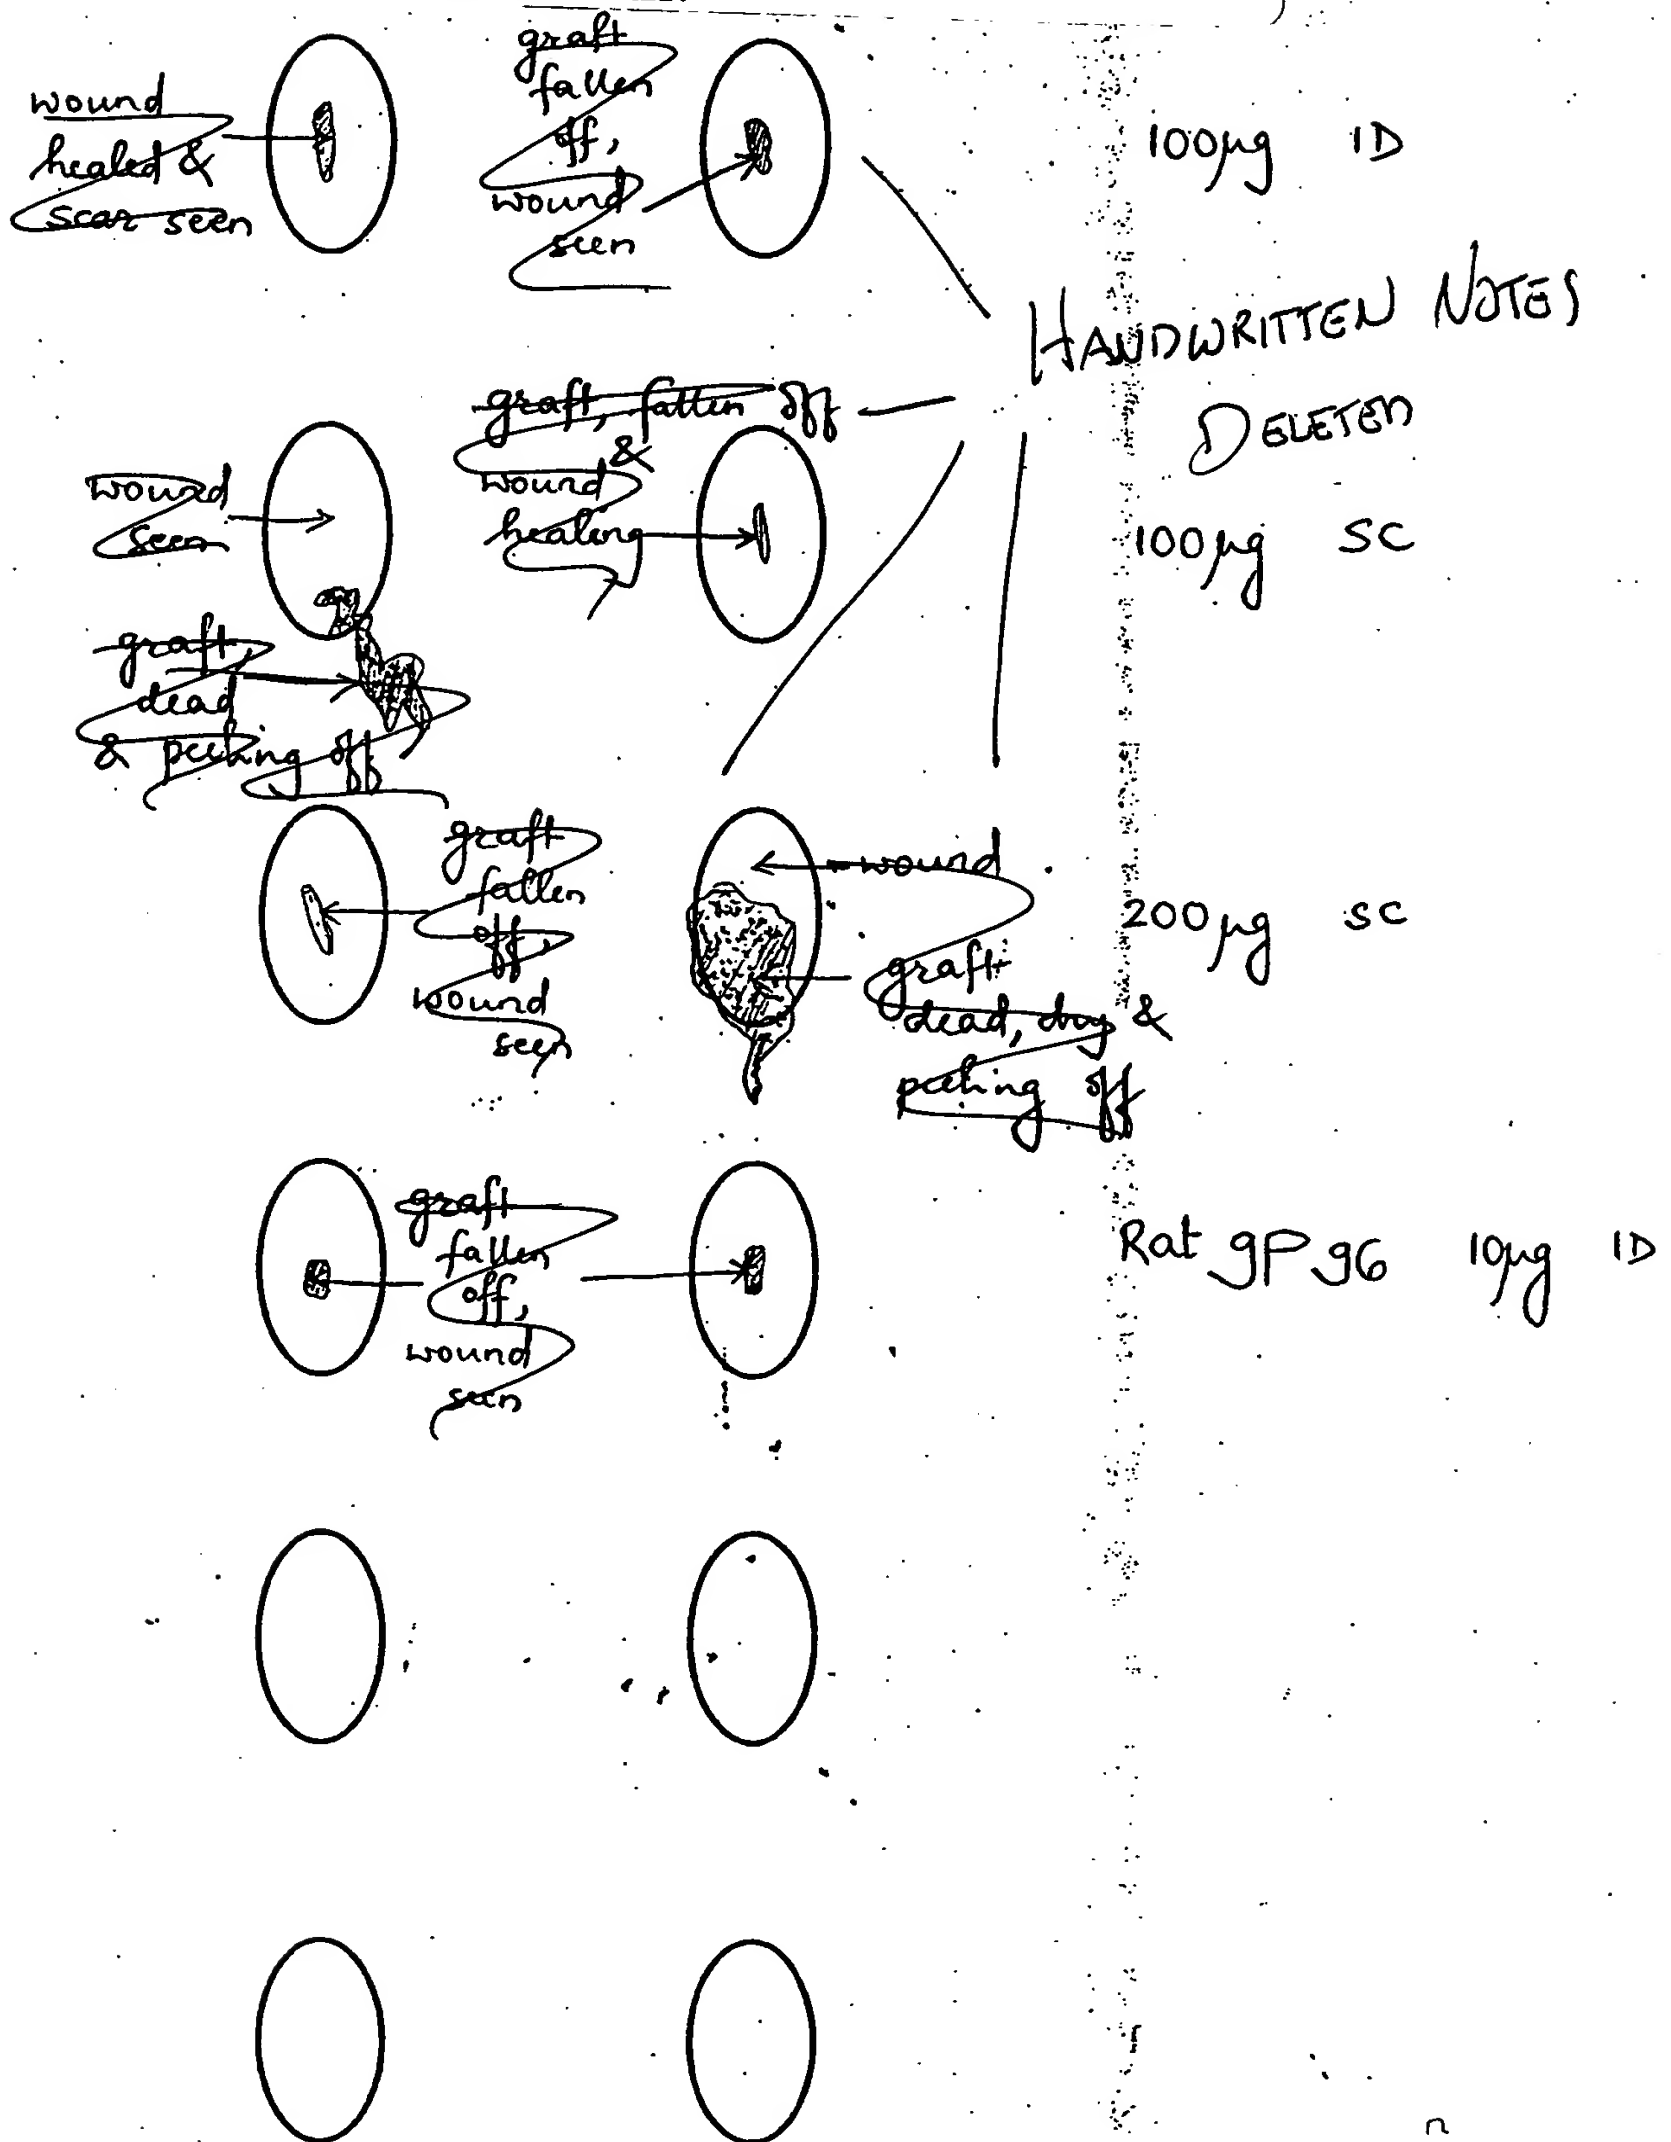 wound
healed &
scar seen
graft
fallen
off,
wound
seen
100µg ID
HANDWRITTEN NOTES
DELETED
graft, fallen off
&
wound
healing
wound
seen
100µg SC
graft,
dead
& peeling off
graft
fallen
off,
wound
seen
wound
graft
dead, dry &
peeling off
200µg SC
graft
fallen
off,
wound
seen
Rat gp96 10µg ID